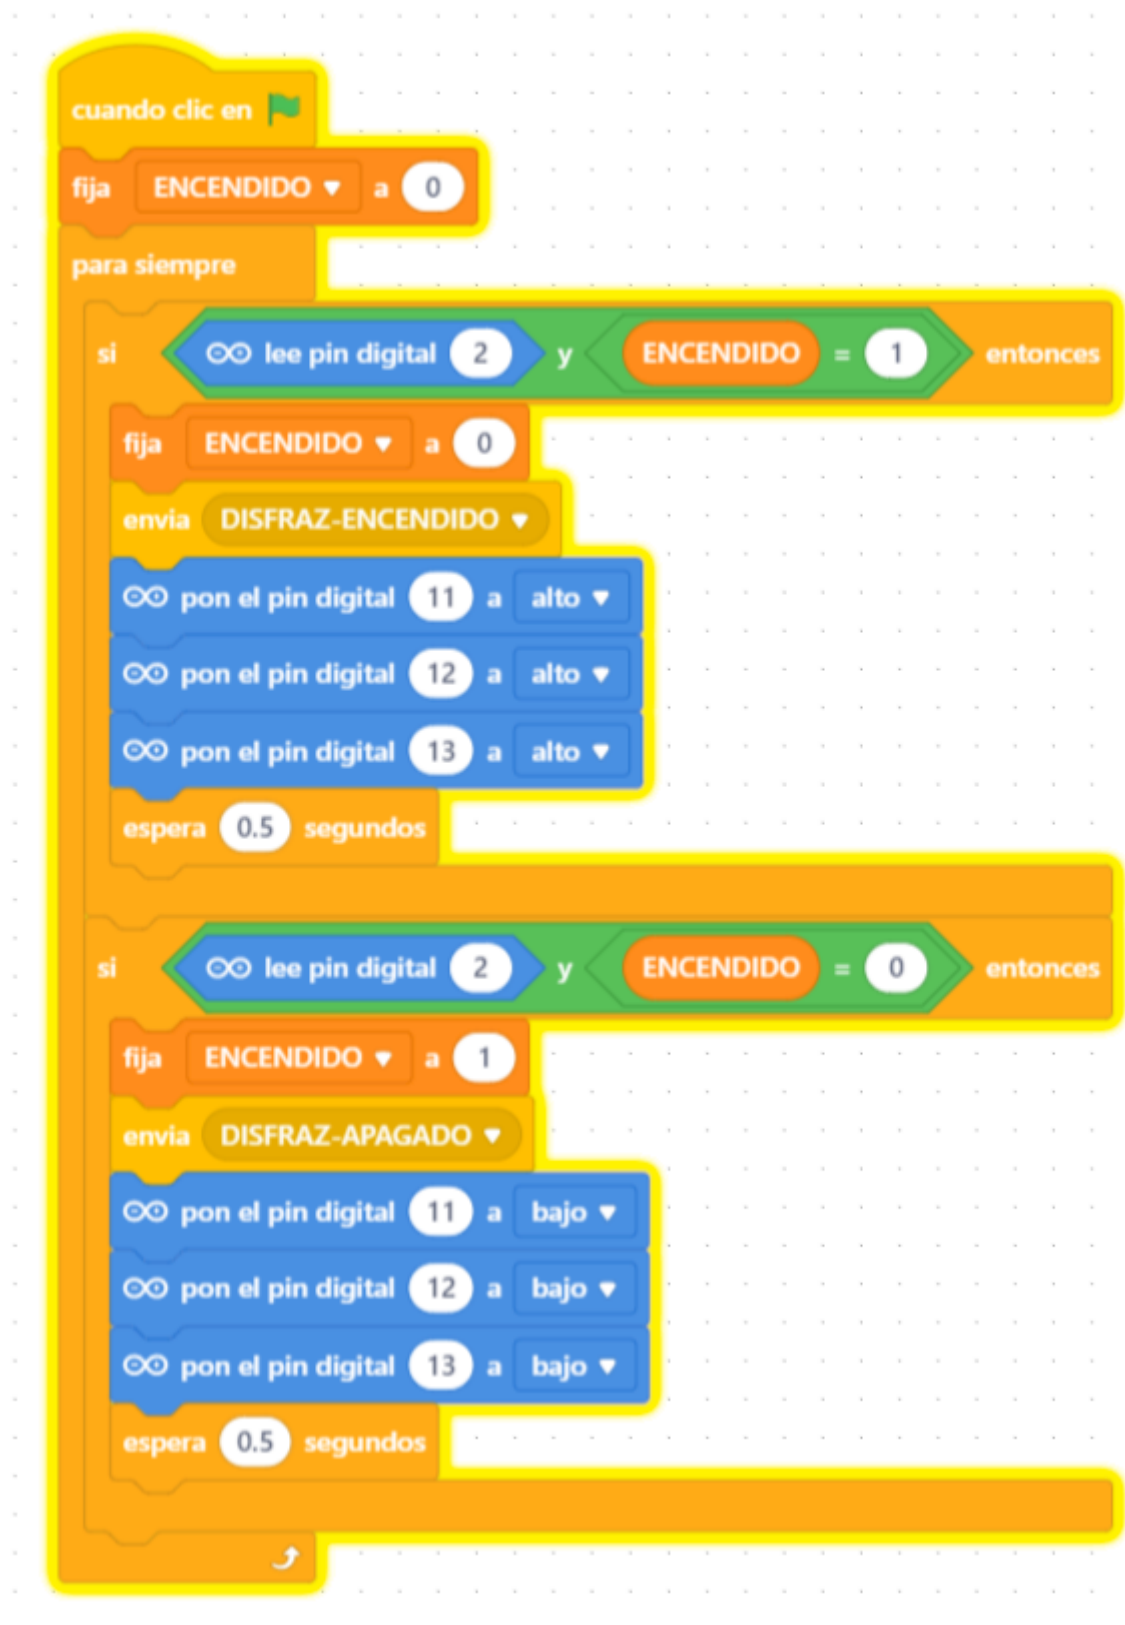 cuando clic en
fija ENCENDIDO a 0
para siempre
si lee pin digital 2 y ENCENDIDO = 1 entonces
fija ENCENDIDO a 0
envia DISFRAZ-ENCENDIDO
pon el pin digital 11 a alto
pon el pin digital 12 a alto
pon el pin digital 13 a alto
espera 0.5 segundos
si lee pin digital 2 y ENCENDIDO = 0 entonces
fija ENCENDIDO a 1
envia DISFRAZ-APAGADO
pon el pin digital 11 a bajo
pon el pin digital 12 a bajo
pon el pin digital 13 a bajo
espera 0.5 segundos